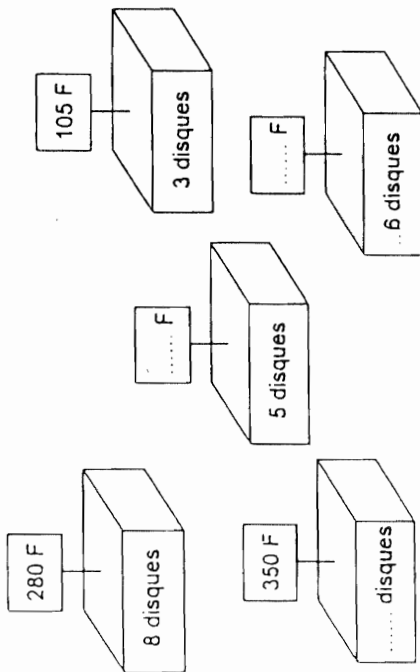 280 F
8 disques
105 F
3 disques
...... F
5 disques
350 F
...... disques
...... F
...6 disques